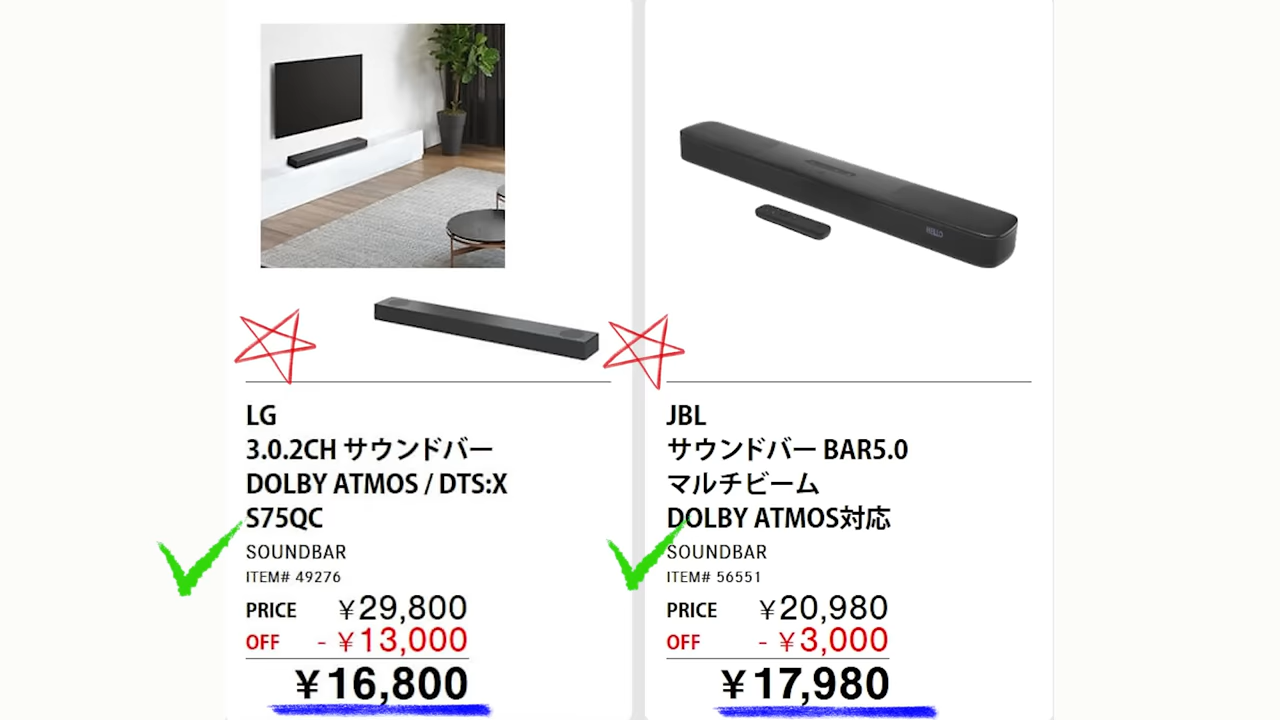 LG
3.0.2CH サウンドバー
DOLBY ATMOS / DTS:X
S75QC
SOUNDBAR
ITEM# 49276
PRICE ¥29,800
OFF - ¥13,000
¥16,800
HELLO
JBL
サウンドバー BAR5.0
マルチビーム
DOLBY ATMOS対応
SOUNDBAR
ITEM# 56551
PRICE ¥20,980
OFF - ¥3,000
¥17,980